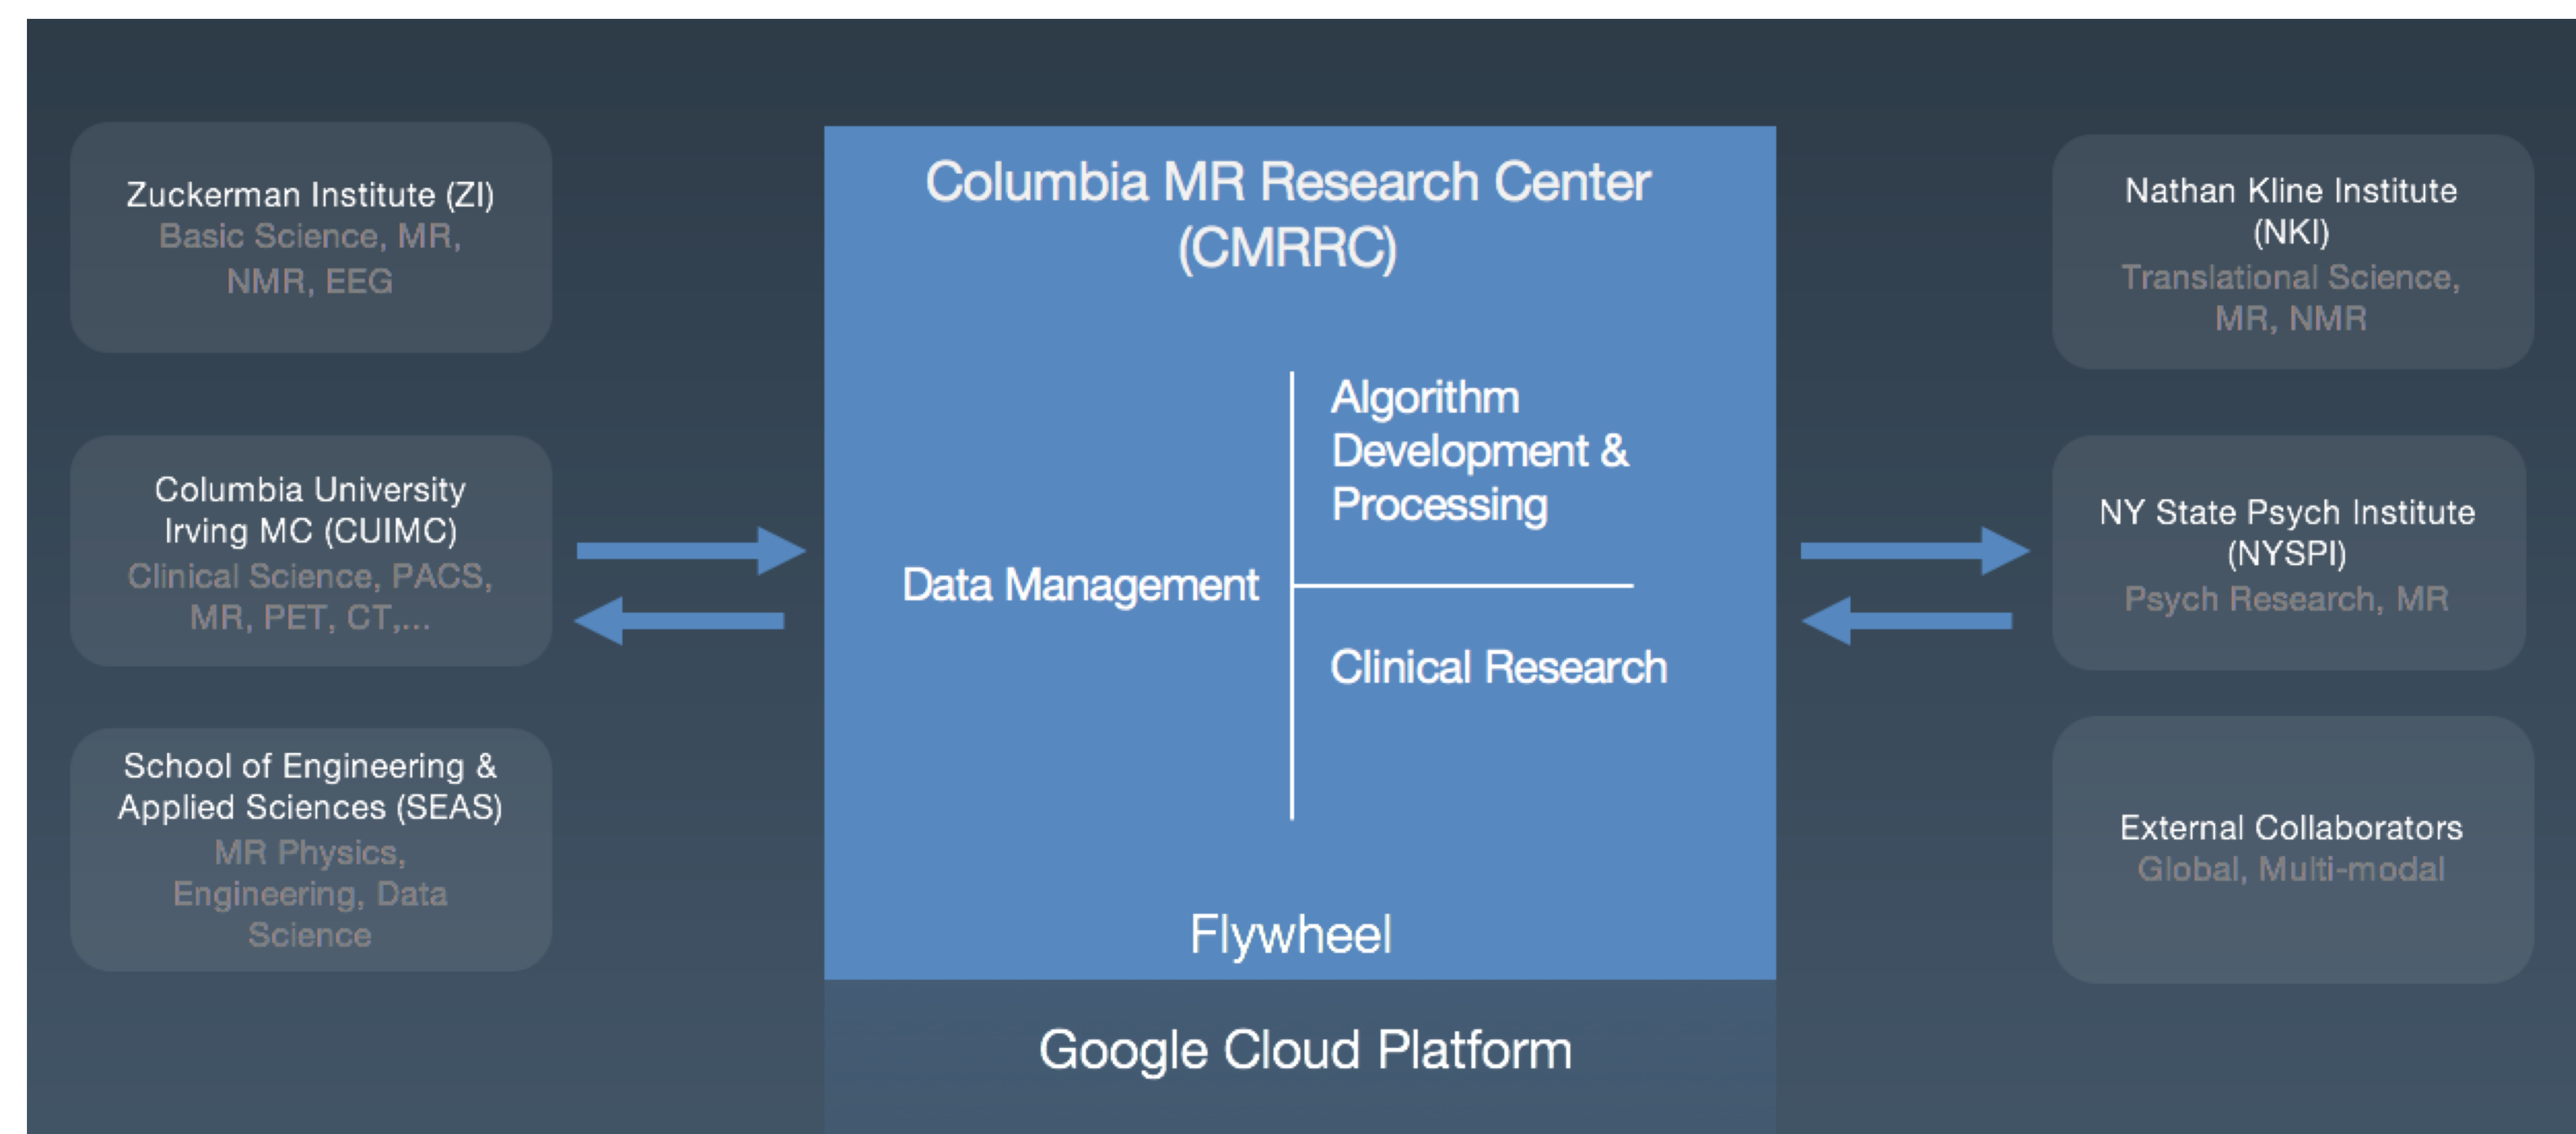 Zuckerman Institute (ZI)
Basic Science, MR,
NMR, EEG
Columbia University
Irving MC (CUIMC)
Clinical Science, PACS,
MR, PET, CT,...
School of Engineering &
Applied Sciences (SEAS)
MR Physics,
Engineering, Data
Science
Columbia MR Research Center
(CMRRC)
Data Management
Algorithm
Development &
Processing
Clinical Research
Flywheel
Google Cloud Platform
Nathan Kline Institute
(NKI)
Translational Science,
MR, NMR
NY State Psych Institute
(NYSPI)
Psych Research, MR
External Collaborators
Global, Multi-modal